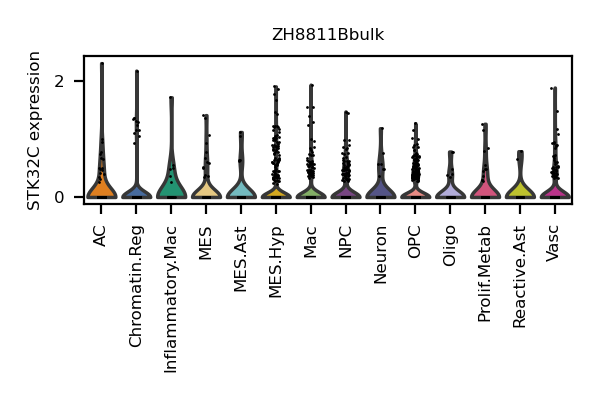 ZH8811Bbulk
STK32C expression
2
0
AC
Chromatin.Reg
Inflammatory.Mac
MES
MES.Ast
MES.Hyp
Mac
NPC
Neuron
OPC
Oligo
Prolif.Metab
Reactive.Ast
Vasc